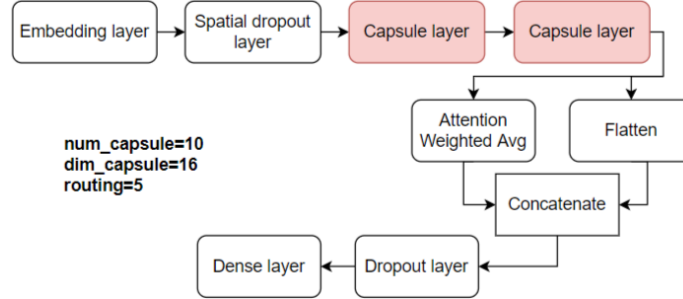 Embedding layer
Spatial dropout
layer
Capsule layer
Capsule layer
Attention
Weighted Avg
Flatten
num_capsule=10
dim_capsule=16
routing=5
Concatenate
Dense layer
Dropout layer